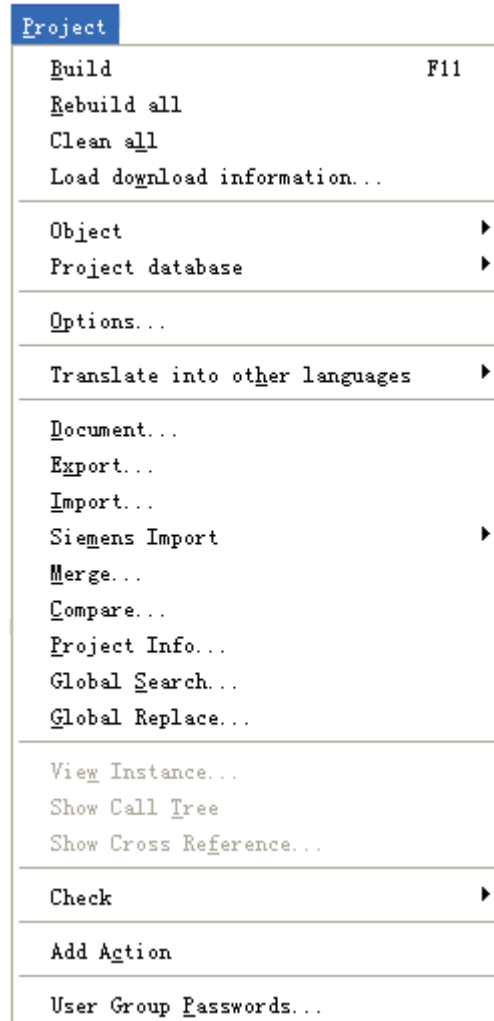 Project
Build F11
Rebuild all
Clean all
Load download information...
Object
Project database
Options...
Translate into other languages
Document...
Export...
Import...
Siemens Import
Merge...
Compare...
Project Info...
Global Search...
Global Replace...
View Instance...
Show Call Tree
Show Cross Reference...
Check
Add Action
User Group Passwords...